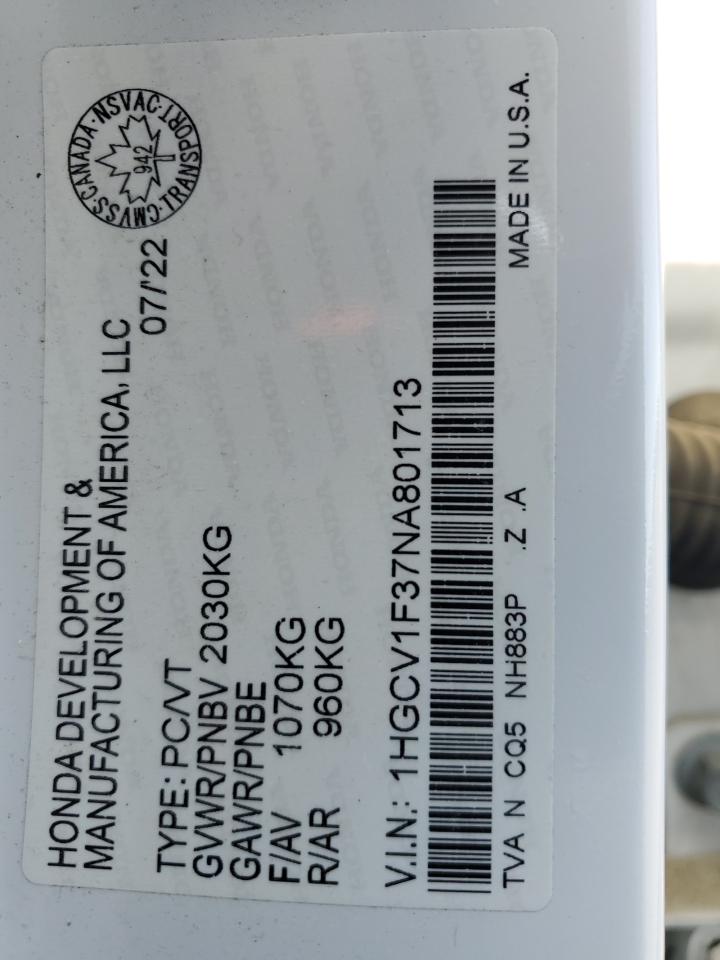 HONDA DEVELOPMENT &
MANUFACTURING OF AMERICA, LLC
07/'22
CANADA·NSVAC·TRANSPORT·CMVSS·
942
TYPE: PC/VT
GVWR/PNBV 2030KG
GAWR/PNBE
F/AV 1070KG
R/AR 960KG
V.I.N.: 1HGCV1F37NA801713
TVA N CQ5 NH883P .Z .A
MADE IN U.S.A.